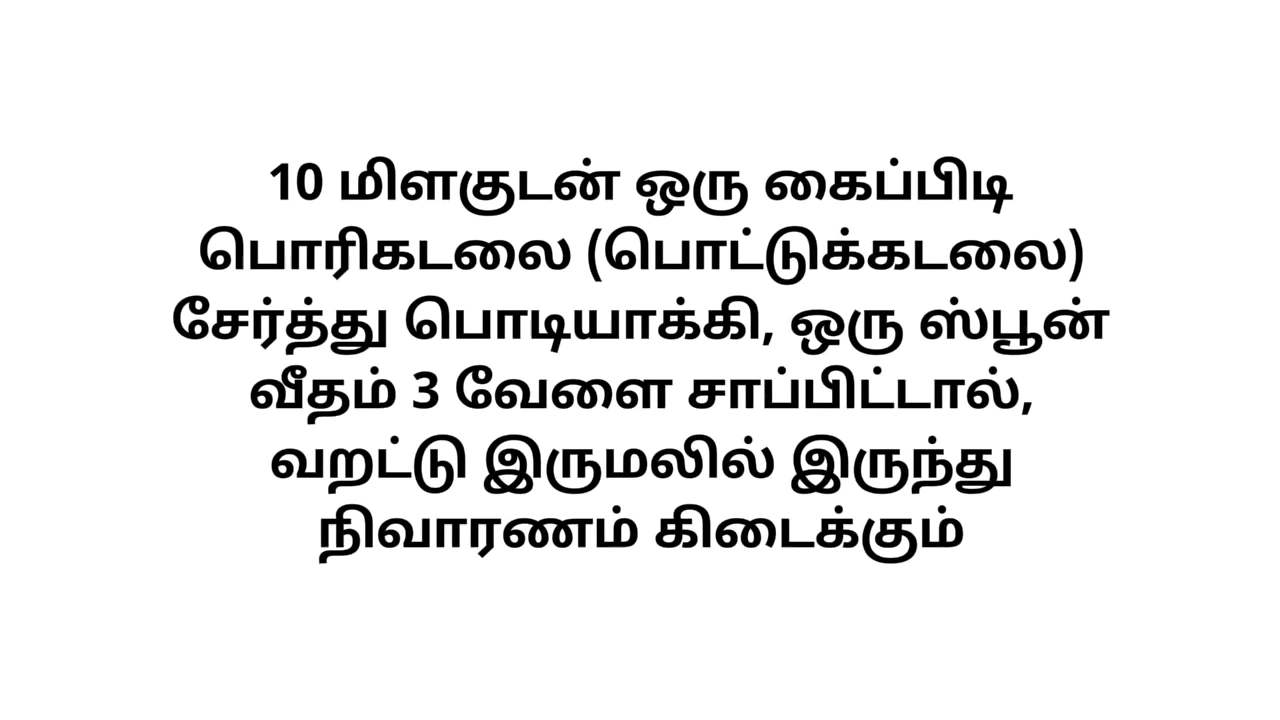 10 மிளகுடன் ஒரு கைப்பிடி
பொரிகடலை (பொட்டுக்கடலை)
சேர்த்து பொடியாக்கி, ஒரு ஸ்பூன்
வீதம் 3 வேளை சாப்பிட்டால்,
வறட்டு இருமலில் இருந்து
நிவாரணம் கிடைக்கும்